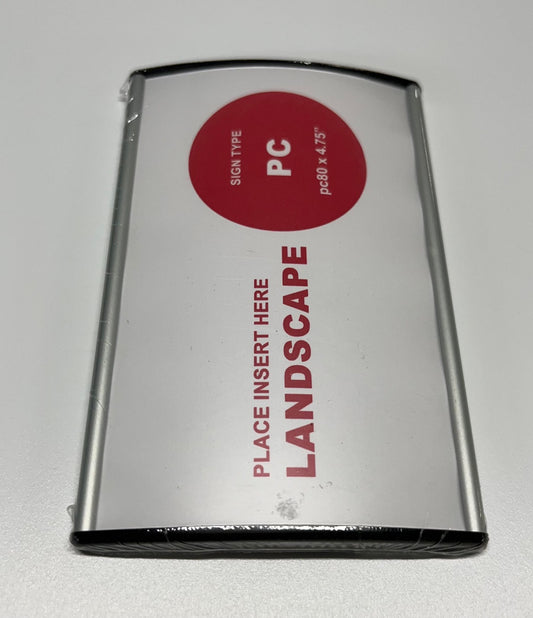 SIGN TYPE
PC
pc80 x 4.75"
PLACE INSERT HERE
LANDSCAPE